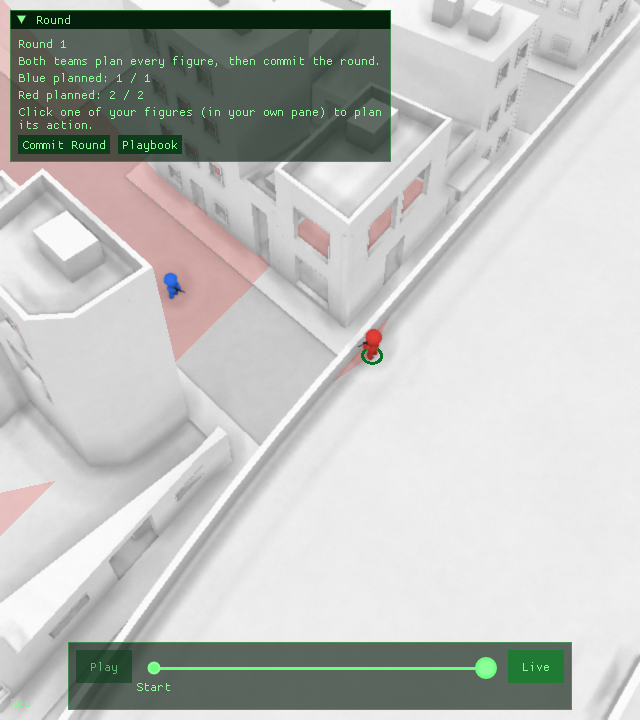 Round
Round 1
Both teams plan every figure, then commit the round.
Blue planned: 1 / 1
Red planned: 2 / 2
Click one of your figures (in your own pane) to plan
its action.
Commit Round Playbook
Play
Live
Start